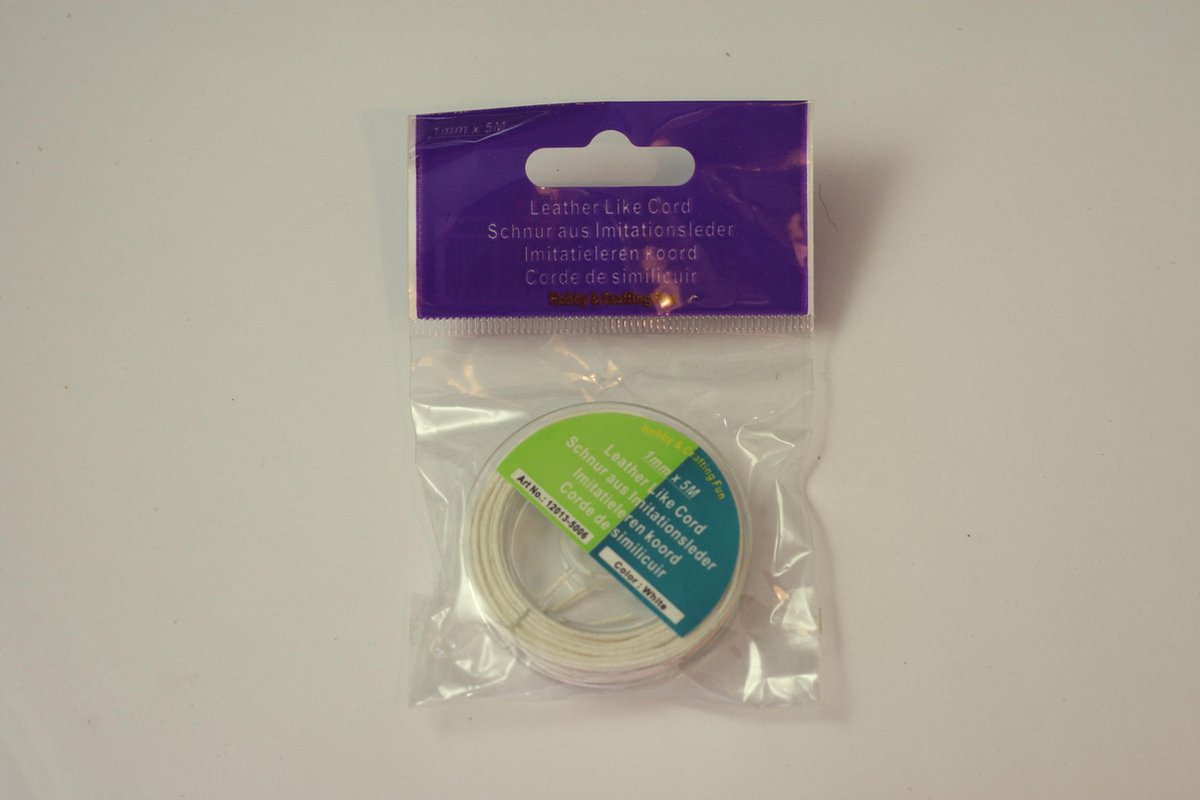 1mm x 5M
Leather Like Cord
Schnur aus Imitationsleder
Imitatieleren koord
Corde de similicuir
Hobby & Crafting Fun
Hobby & Crafting Fun
1mm x 5M
Leather Like Cord
Schnur aus Imitationsleder
Imitatieleren koord
Corde de similicuir
Art No.: 12013-5006
Color : White